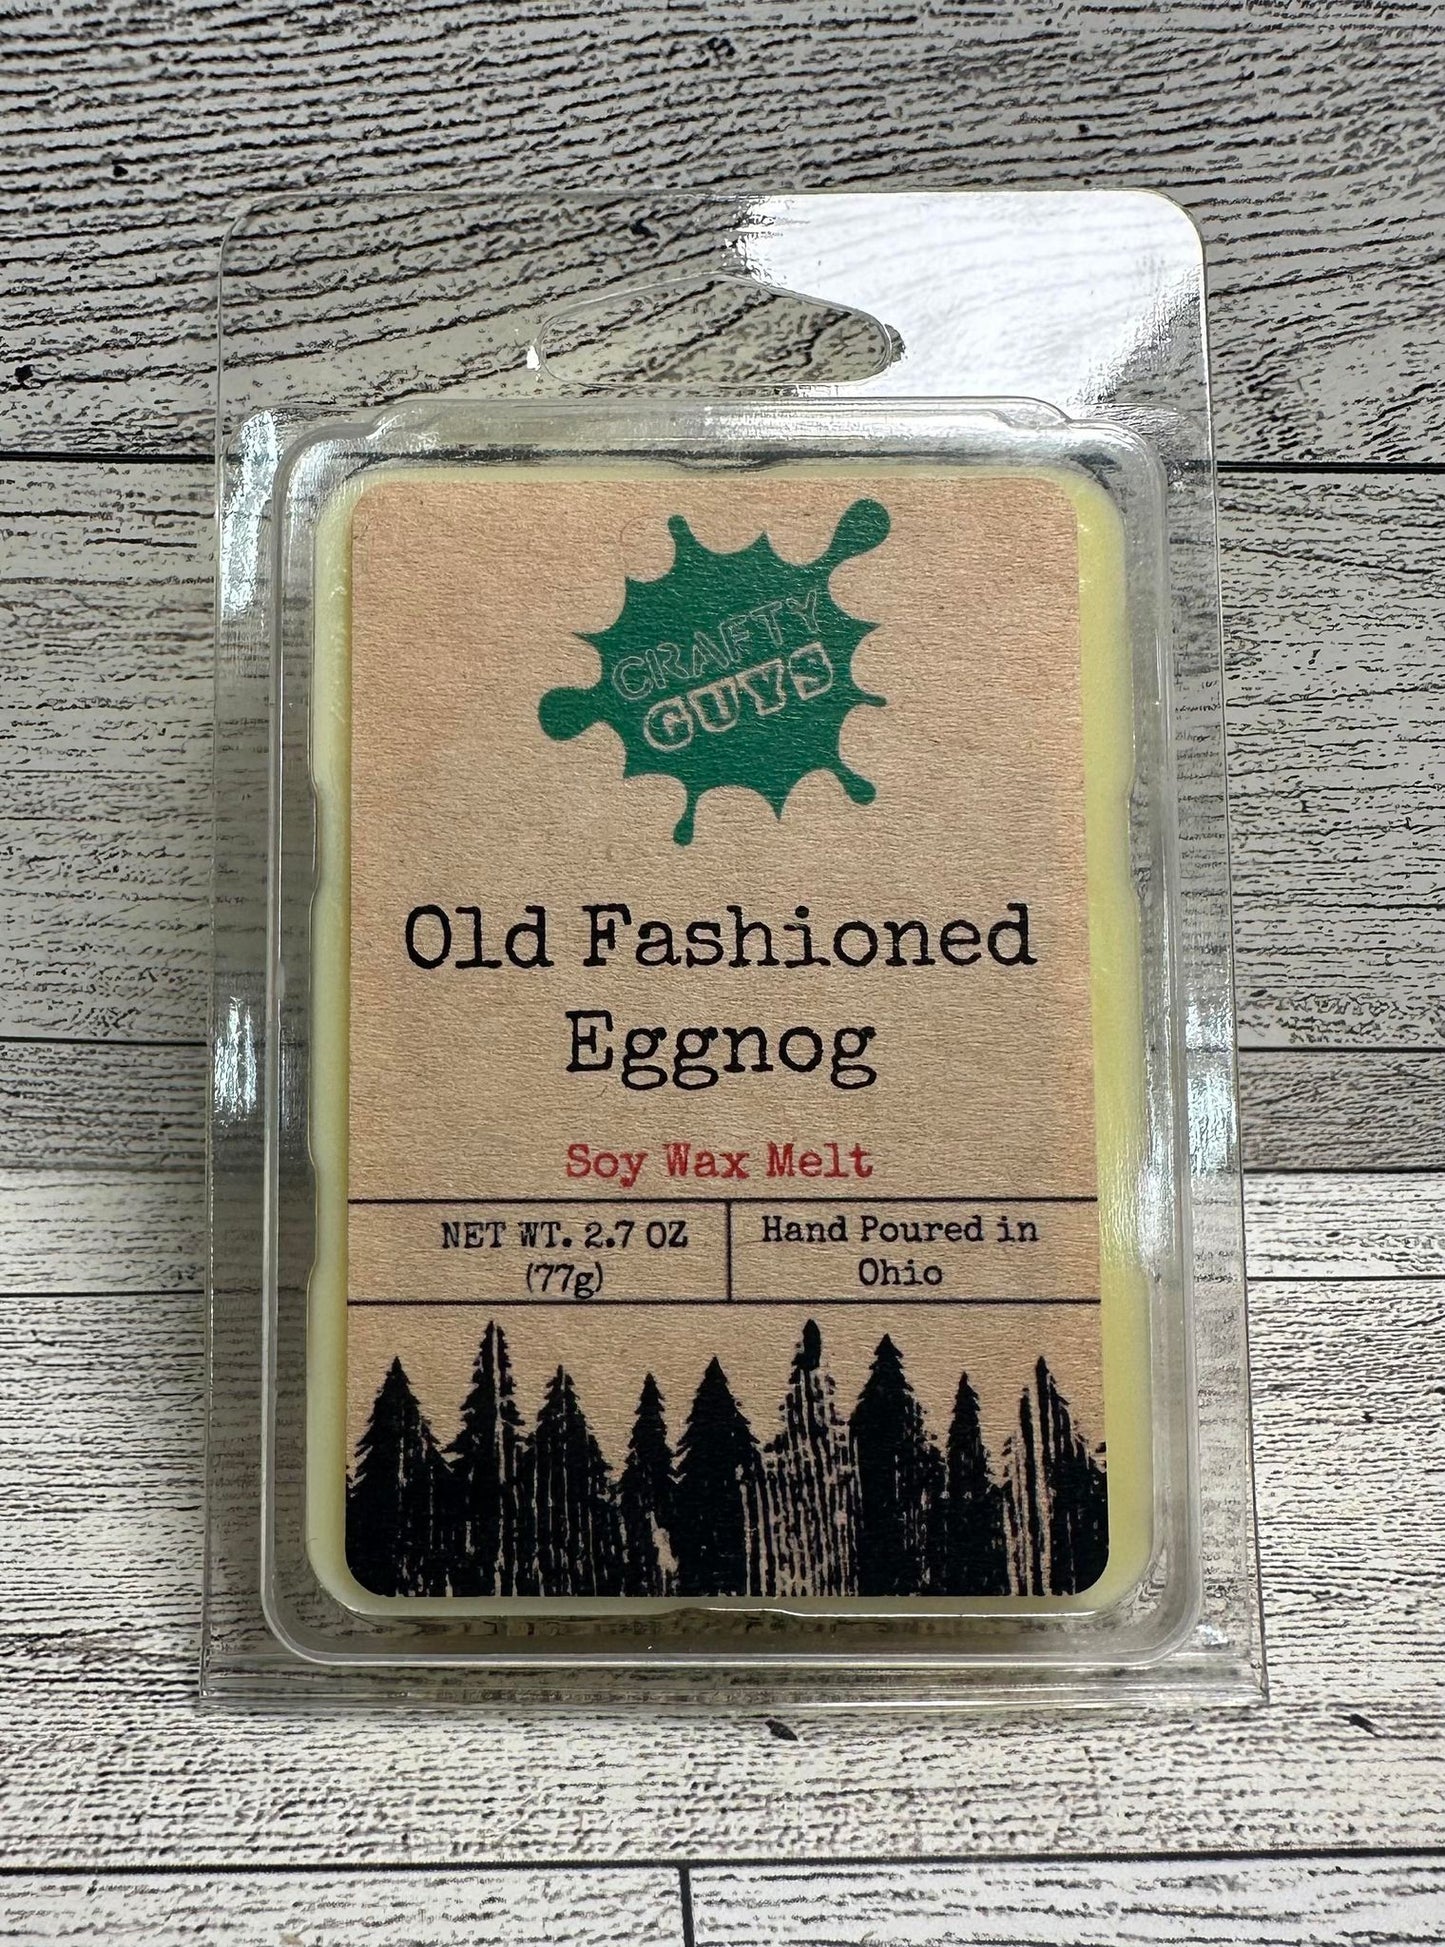 CRAFTY
GUYS
Old Fashioned
Eggnog
Soy Wax Melt
NET WT. 2.7 OZ
(77g)
Hand Poured in
Ohio